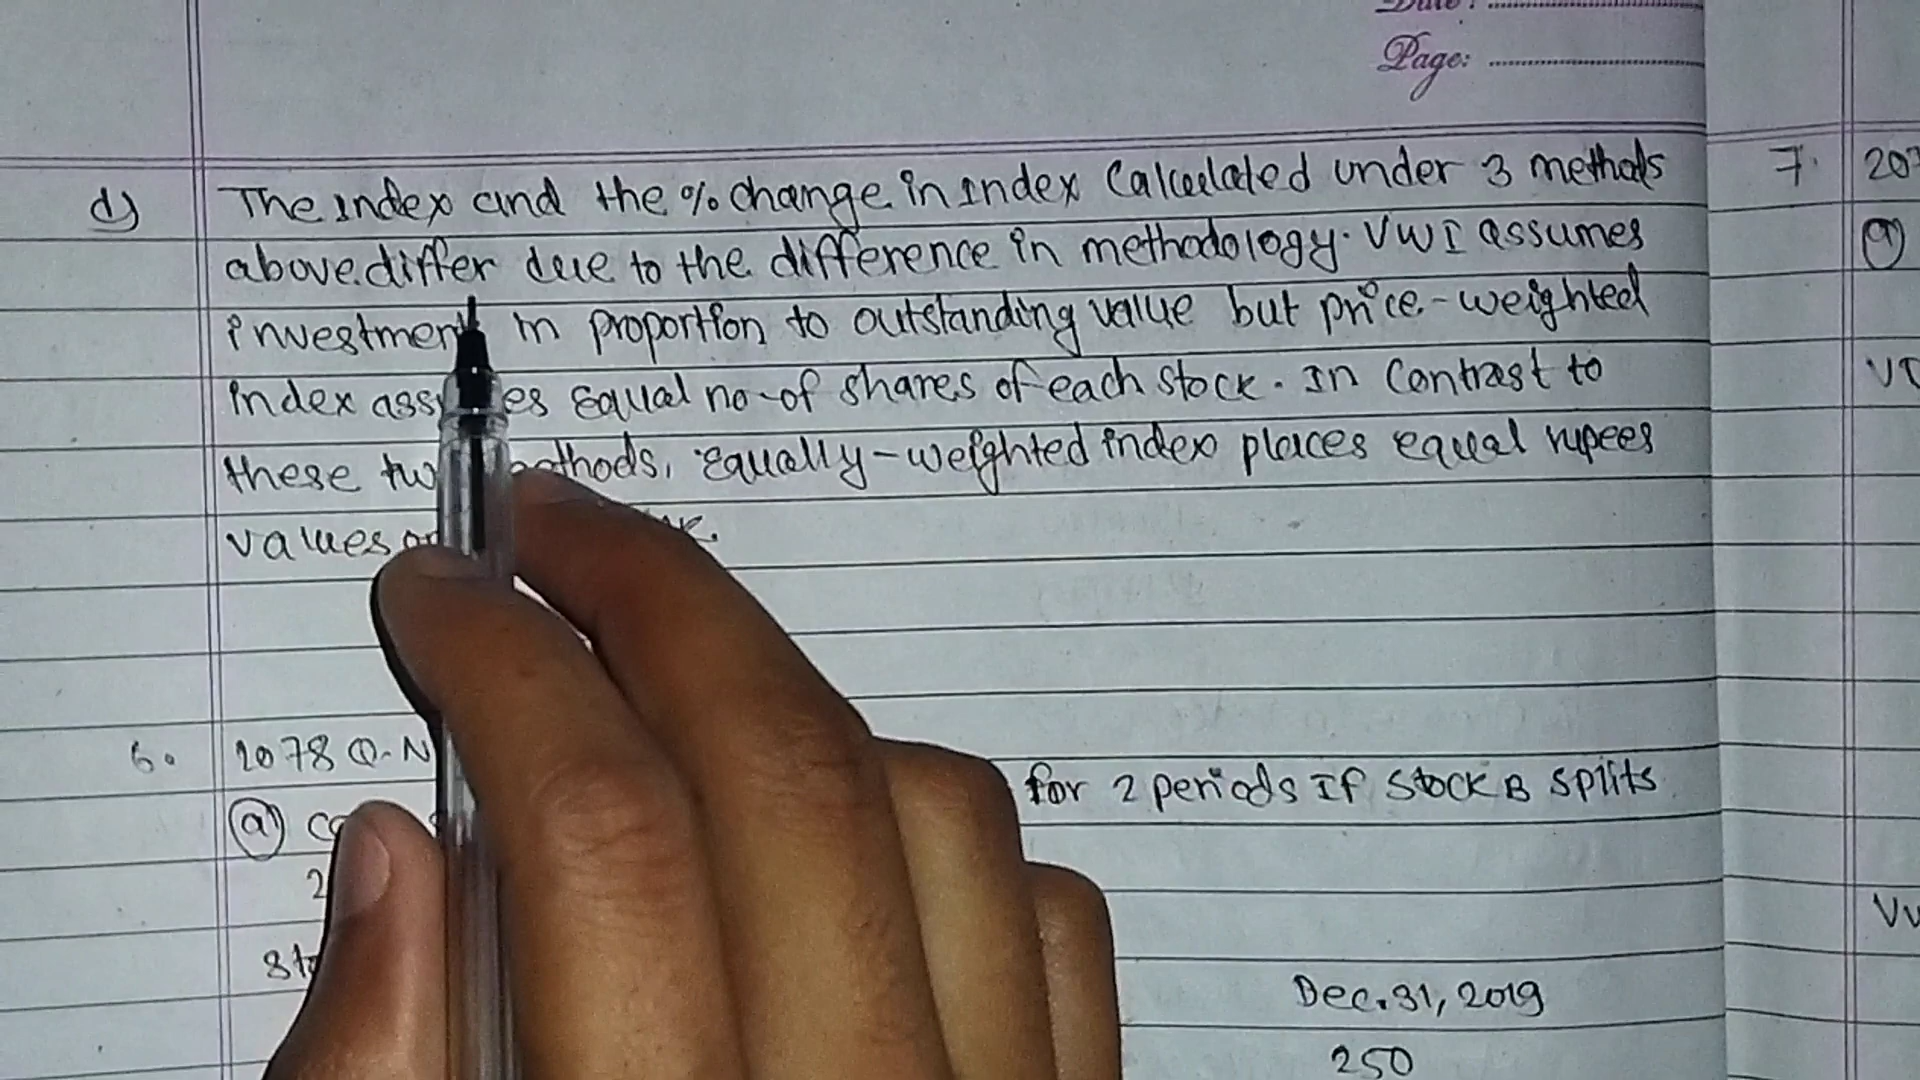 Date:
Page:
d) The index and the % change in index calculated under 3 methods
above differ due to the difference in methodology. VWI assumes
investment in proportion to outstanding value but price-weighted
index assumes equal no. of shares of each stock. In contrast to
these two methods, equally-weighted index places equal rupees
values
6. 2078 Q.N
(a) for 2 periods if stock B splits
2
Dec. 31, 2019
250
7. 207
(a)